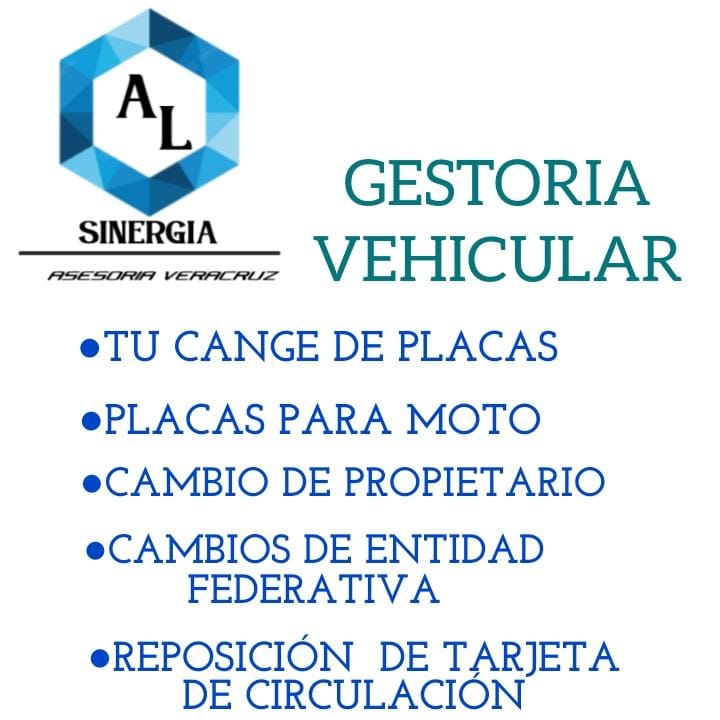 A
L
SINERGIA
ASESORIA VERACRUZ
GESTORIA
VEHICULAR
●TU CANGE DE PLACAS
●PLACAS PARA MOTO
●CAMBIO DE PROPIETARIO
●CAMBIOS DE ENTIDAD
FEDERATIVA
●REPOSICIÓN DE TARJETA
DE CIRCULACIÓN